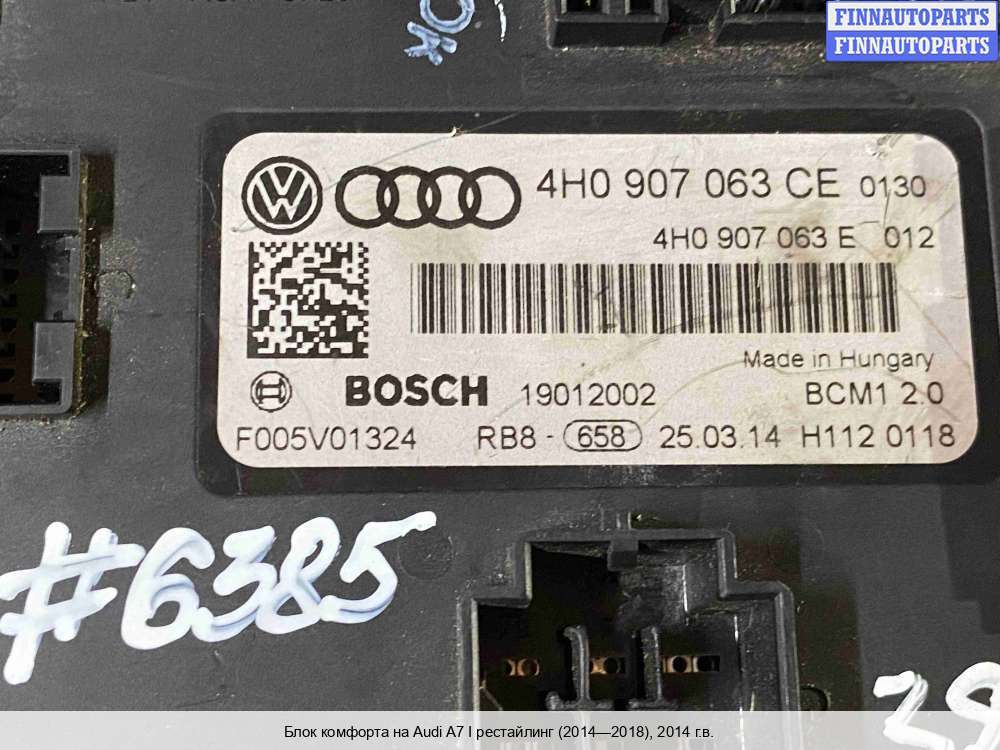 OK
FINNAUTOPARTS
FINNAUTOPARTS
4H0 907 063 CE 0130
4H0 907 063 E 012
Made in Hungary
BOSCH 19012002 BCM1 2.0
F005V01324 RB8 - 658 25.03.14 H112 0118
#6385
Блок комфорта на Audi A7 I рестайлинг (2014—2018), 2014 г.в.